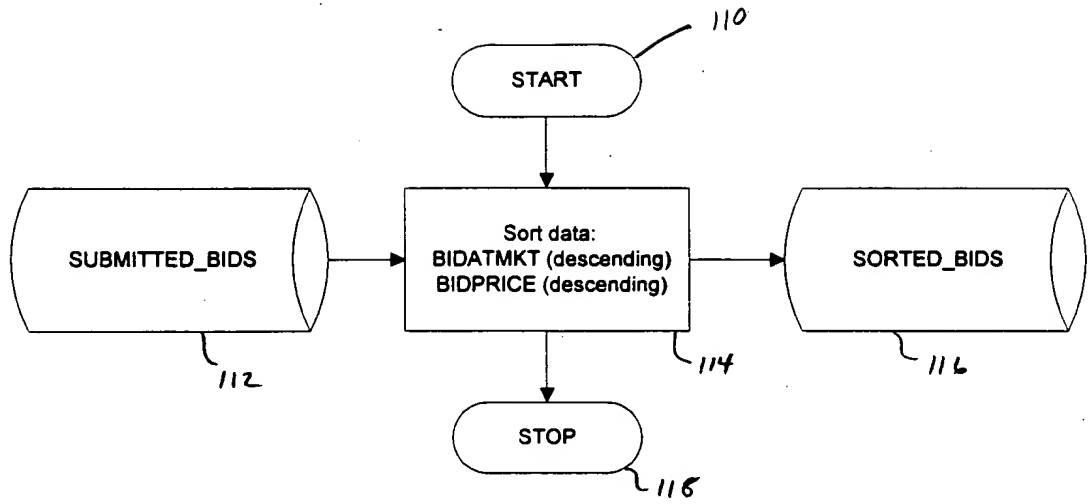 110
START
SUBMITTED_BIDS
Sort data:
BIDATMKT (descending)
BIDPRICE (descending)
SORTED_BIDS
112
114
116
STOP
118